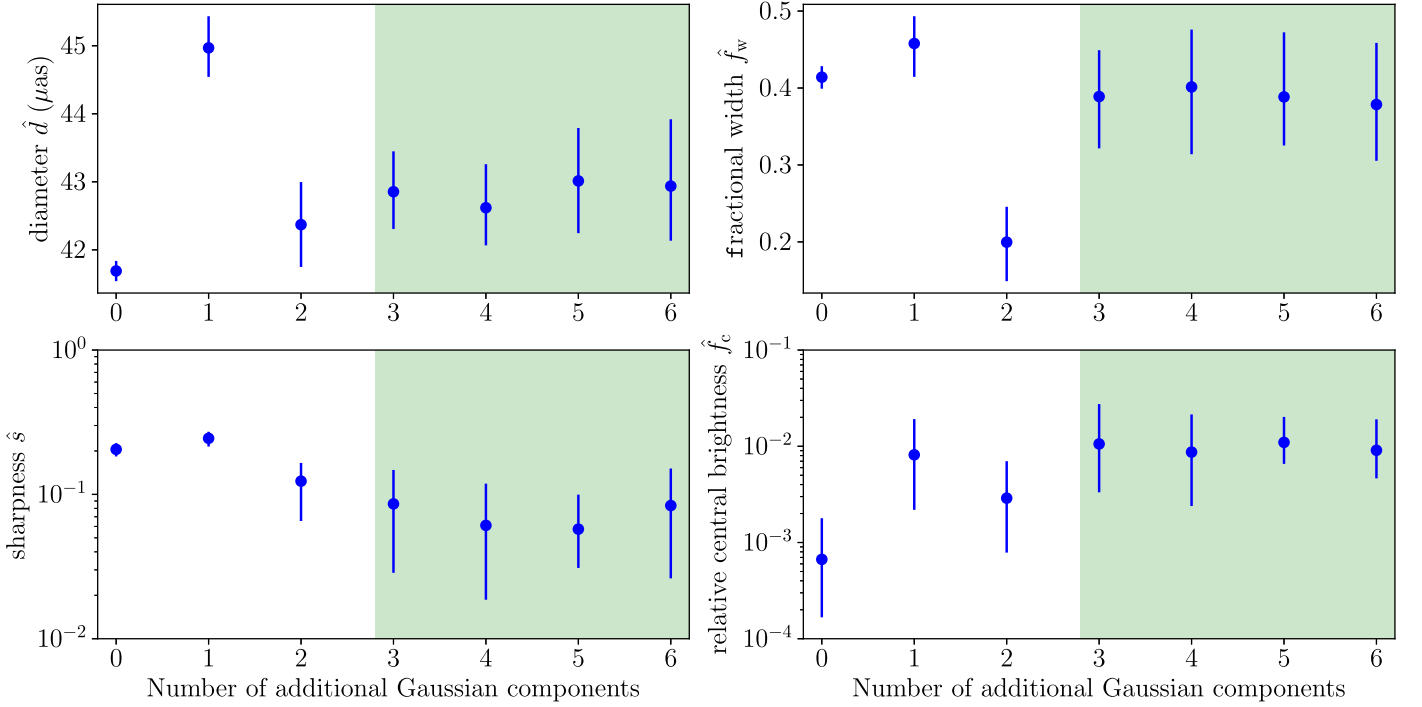 diameter d̂ (μas)
45
44
43
42
0 1 2 3 4 5 6
fractional width f̂w
0.5
0.4
0.3
0.2
0 1 2 3 4 5 6
sharpness ŝ
10⁰
10⁻¹
10⁻²
0 1 2 3 4 5 6
Number of additional Gaussian components
relative central brightness f̂c
10⁻¹
10⁻²
10⁻³
10⁻⁴
0 1 2 3 4 5 6
Number of additional Gaussian components